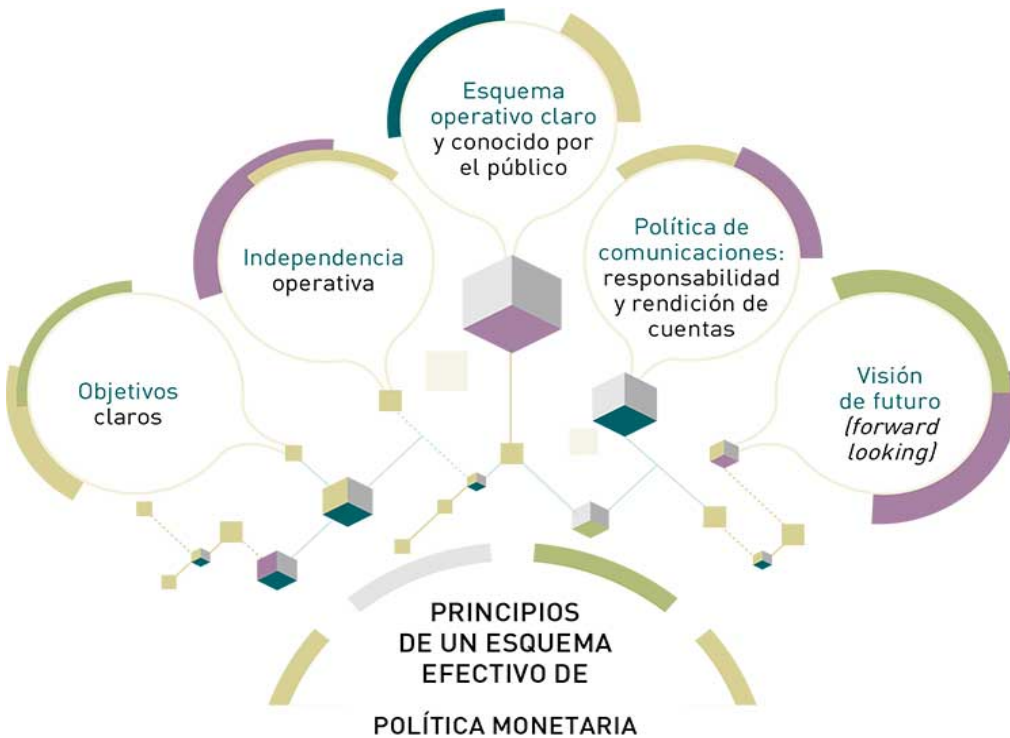 Esquema
operativo claro
y conocido por
el público
Independencia
operativa
Política de
comunicaciones:
responsabilidad
y rendición de
cuentas
Objetivos
claros
Visión
de futuro
(forward
looking)
PRINCIPIOS
DE UN ESQUEMA
EFECTIVO DE
POLÍTICA MONETARIA